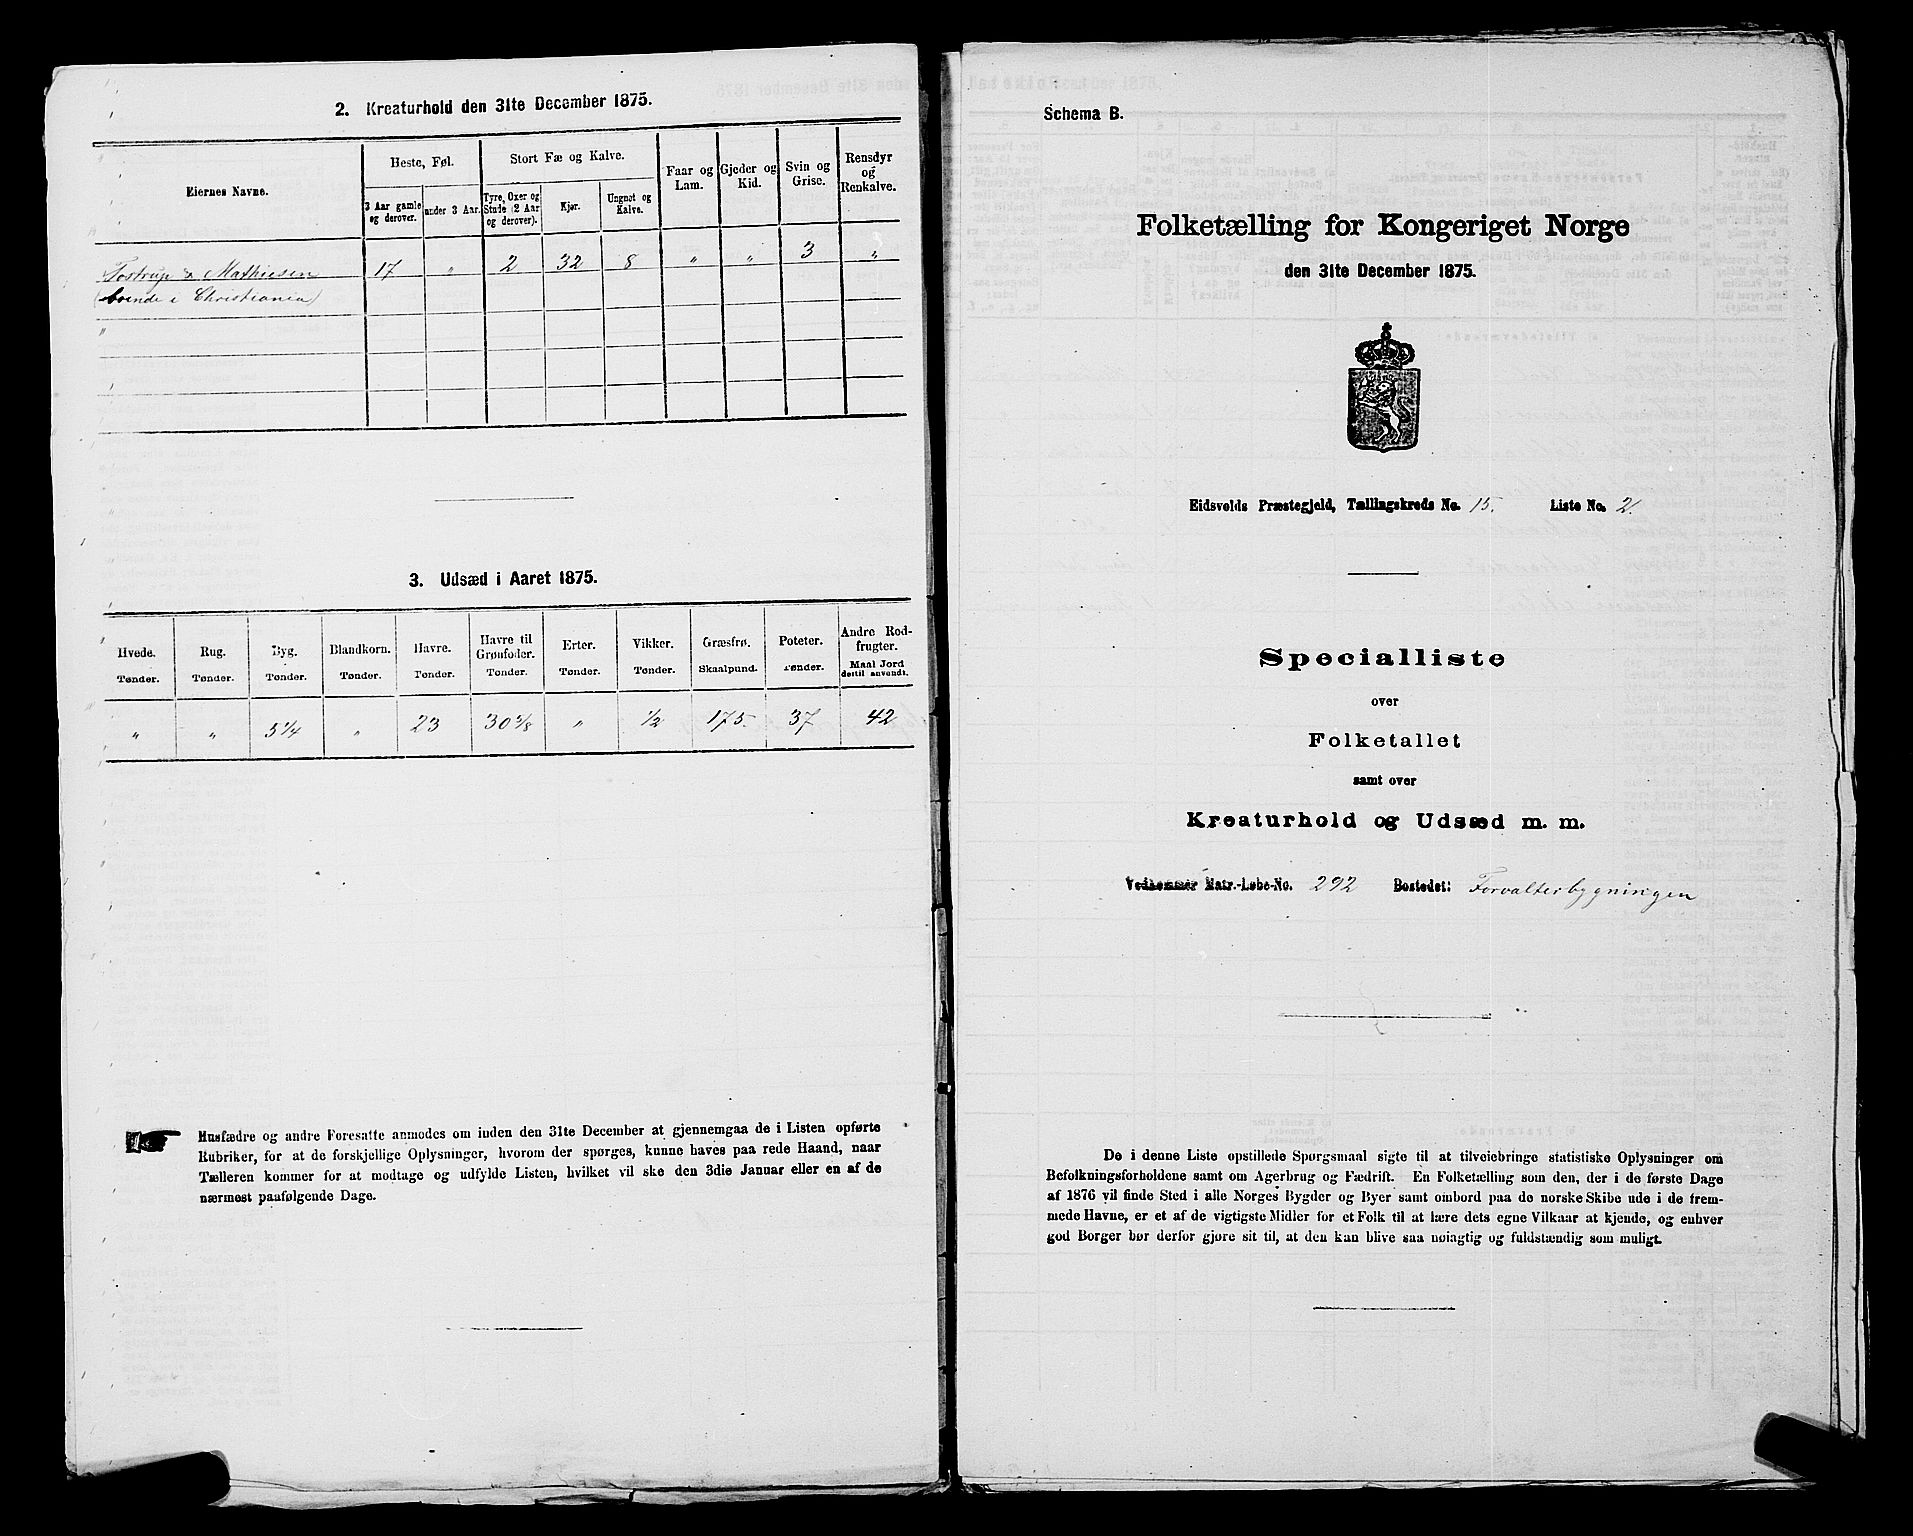 2. Kreaturhold den 31te December 1875.
Eiernes Navne.
Heste, Føl.
Stort Fæ og Kalve.
Faar og Lam.
Gjeder og Kid.
Svin og Grise.
Rensdyr og Renkalve.
3 Aar gamle og derover.
under 3 Aar.
Tyre, Oxer og Stude (2 Aar og derover).
Kjør.
Ungnøt og Kalve.
Tostrup & Mathiesen 17 " 2 32 8 " " 3 "
(boende i Christiania)
"
3. Udsæd i Aaret 1875.
Hvede. Rug. Byg. Blandkorn. Havre. Havre til Grønfoder. Erter. Vikker. Græsfrø. Poteter. Andre Rodfrugter.
Tønder. Tønder. Tønder. Tønder. Tønder. Tønder. Tønder. Tønder. Skaalpund. Tønder. Maal Jord dertil anvendt.
" " 5 1/4 " 23 30 3/8 " 1/2 175. 37 42
Husfædre og andre Foresatte anmodes om inden den 31te December at gjennemgaa de i Listen opførte
Rubriker, for at de forskjellige Oplysninger, hvorom der spørges, kunne haves paa rede Haand, naar
Tælleren kommer for at modtage og udfylde Listen, hvilket vil ske den 3die Januar eller en af de
nærmest paafølgende Dage.
Schema B.
Folketælling for Kongeriget Norge
den 31te December 1875.
Eidsvolds Præstegjeld, Tællingskreds No. 15. Liste No. 2.
Specialliste
over
Folketallet
samt over
Kreaturhold og Udsæd m. m.
Vedkommer Matr.-Løbe-No. 292 Bostedet: Forvalterbygningen
De i denne Liste opstillede Spørgsmaal sigte til at tilveiebringe statistiske Oplysninger om
Befolkningsforholdene samt om Agerbrug og Fædrift. En Folketælling som den, der i de første Dage
af 1876 vil finde Sted i alle Norges Bygder og Byer samt ombord paa de norske Skibe ude i de frem-
mede Havne, er et af de vigtigste Midler for et Folk til at lære dets egne Vilkaar at kjende, og enhver
god Borger bør derfor gjøre sit til, at den kan blive saa nøiagtig og fuldstændig som muligt.